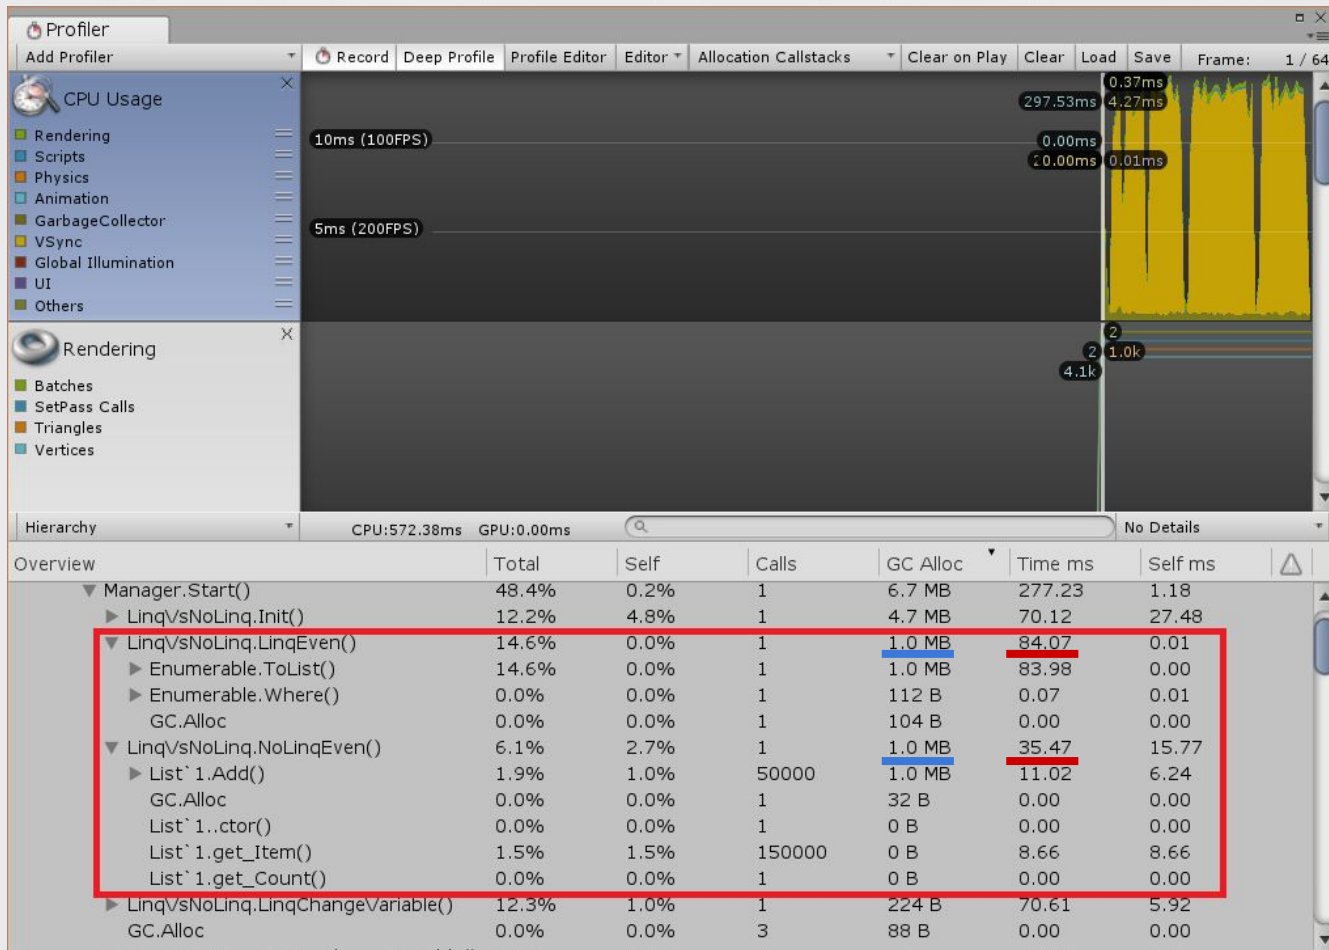 Profiler
Add Profiler Record Deep Profile Profile Editor Editor Allocation Callstacks Clear on Play Clear Load Save Frame: 1 / 64
CPU Usage
Rendering
Scripts
Physics
Animation
GarbageCollector
VSync
Global Illumination
UI
Others
10ms (100FPS)
5ms (200FPS)
0.37ms
297.53ms 4.27ms
0.00ms
0.00ms 0.01ms
Rendering
Batches
SetPass Calls
Triangles
Vertices
2
2 1.0k
4.1k
Hierarchy CPU:572.38ms GPU:0.00ms No Details
Overview Total Self Calls GC Alloc Time ms Self ms
Manager.Start() 48.4% 0.2% 1 6.7 MB 277.23 1.18
LinqVsNoLinq.Init() 12.2% 4.8% 1 4.7 MB 70.12 27.48
LinqVsNoLinq.LinqEven() 14.6% 0.0% 1 1.0 MB 84.07 0.01
Enumerable.ToList() 14.6% 0.0% 1 1.0 MB 83.98 0.00
Enumerable.Where() 0.0% 0.0% 1 112 B 0.07 0.01
GC.Alloc 0.0% 0.0% 1 104 B 0.00 0.00
LinqVsNoLinq.NoLinqEven() 6.1% 2.7% 1 1.0 MB 35.47 15.77
List`1.Add() 1.9% 1.0% 50000 1.0 MB 11.02 6.24
GC.Alloc 0.0% 0.0% 1 32 B 0.00 0.00
List`1..ctor() 0.0% 0.0% 1 0 B 0.00 0.00
List`1.get_Item() 1.5% 1.5% 150000 0 B 8.66 8.66
List`1.get_Count() 0.0% 0.0% 1 0 B 0.00 0.00
LinqVsNoLinq.LinqChangeVariable() 12.3% 1.0% 1 224 B 70.61 5.92
GC.Alloc 0.0% 0.0% 3 88 B 0.00 0.00